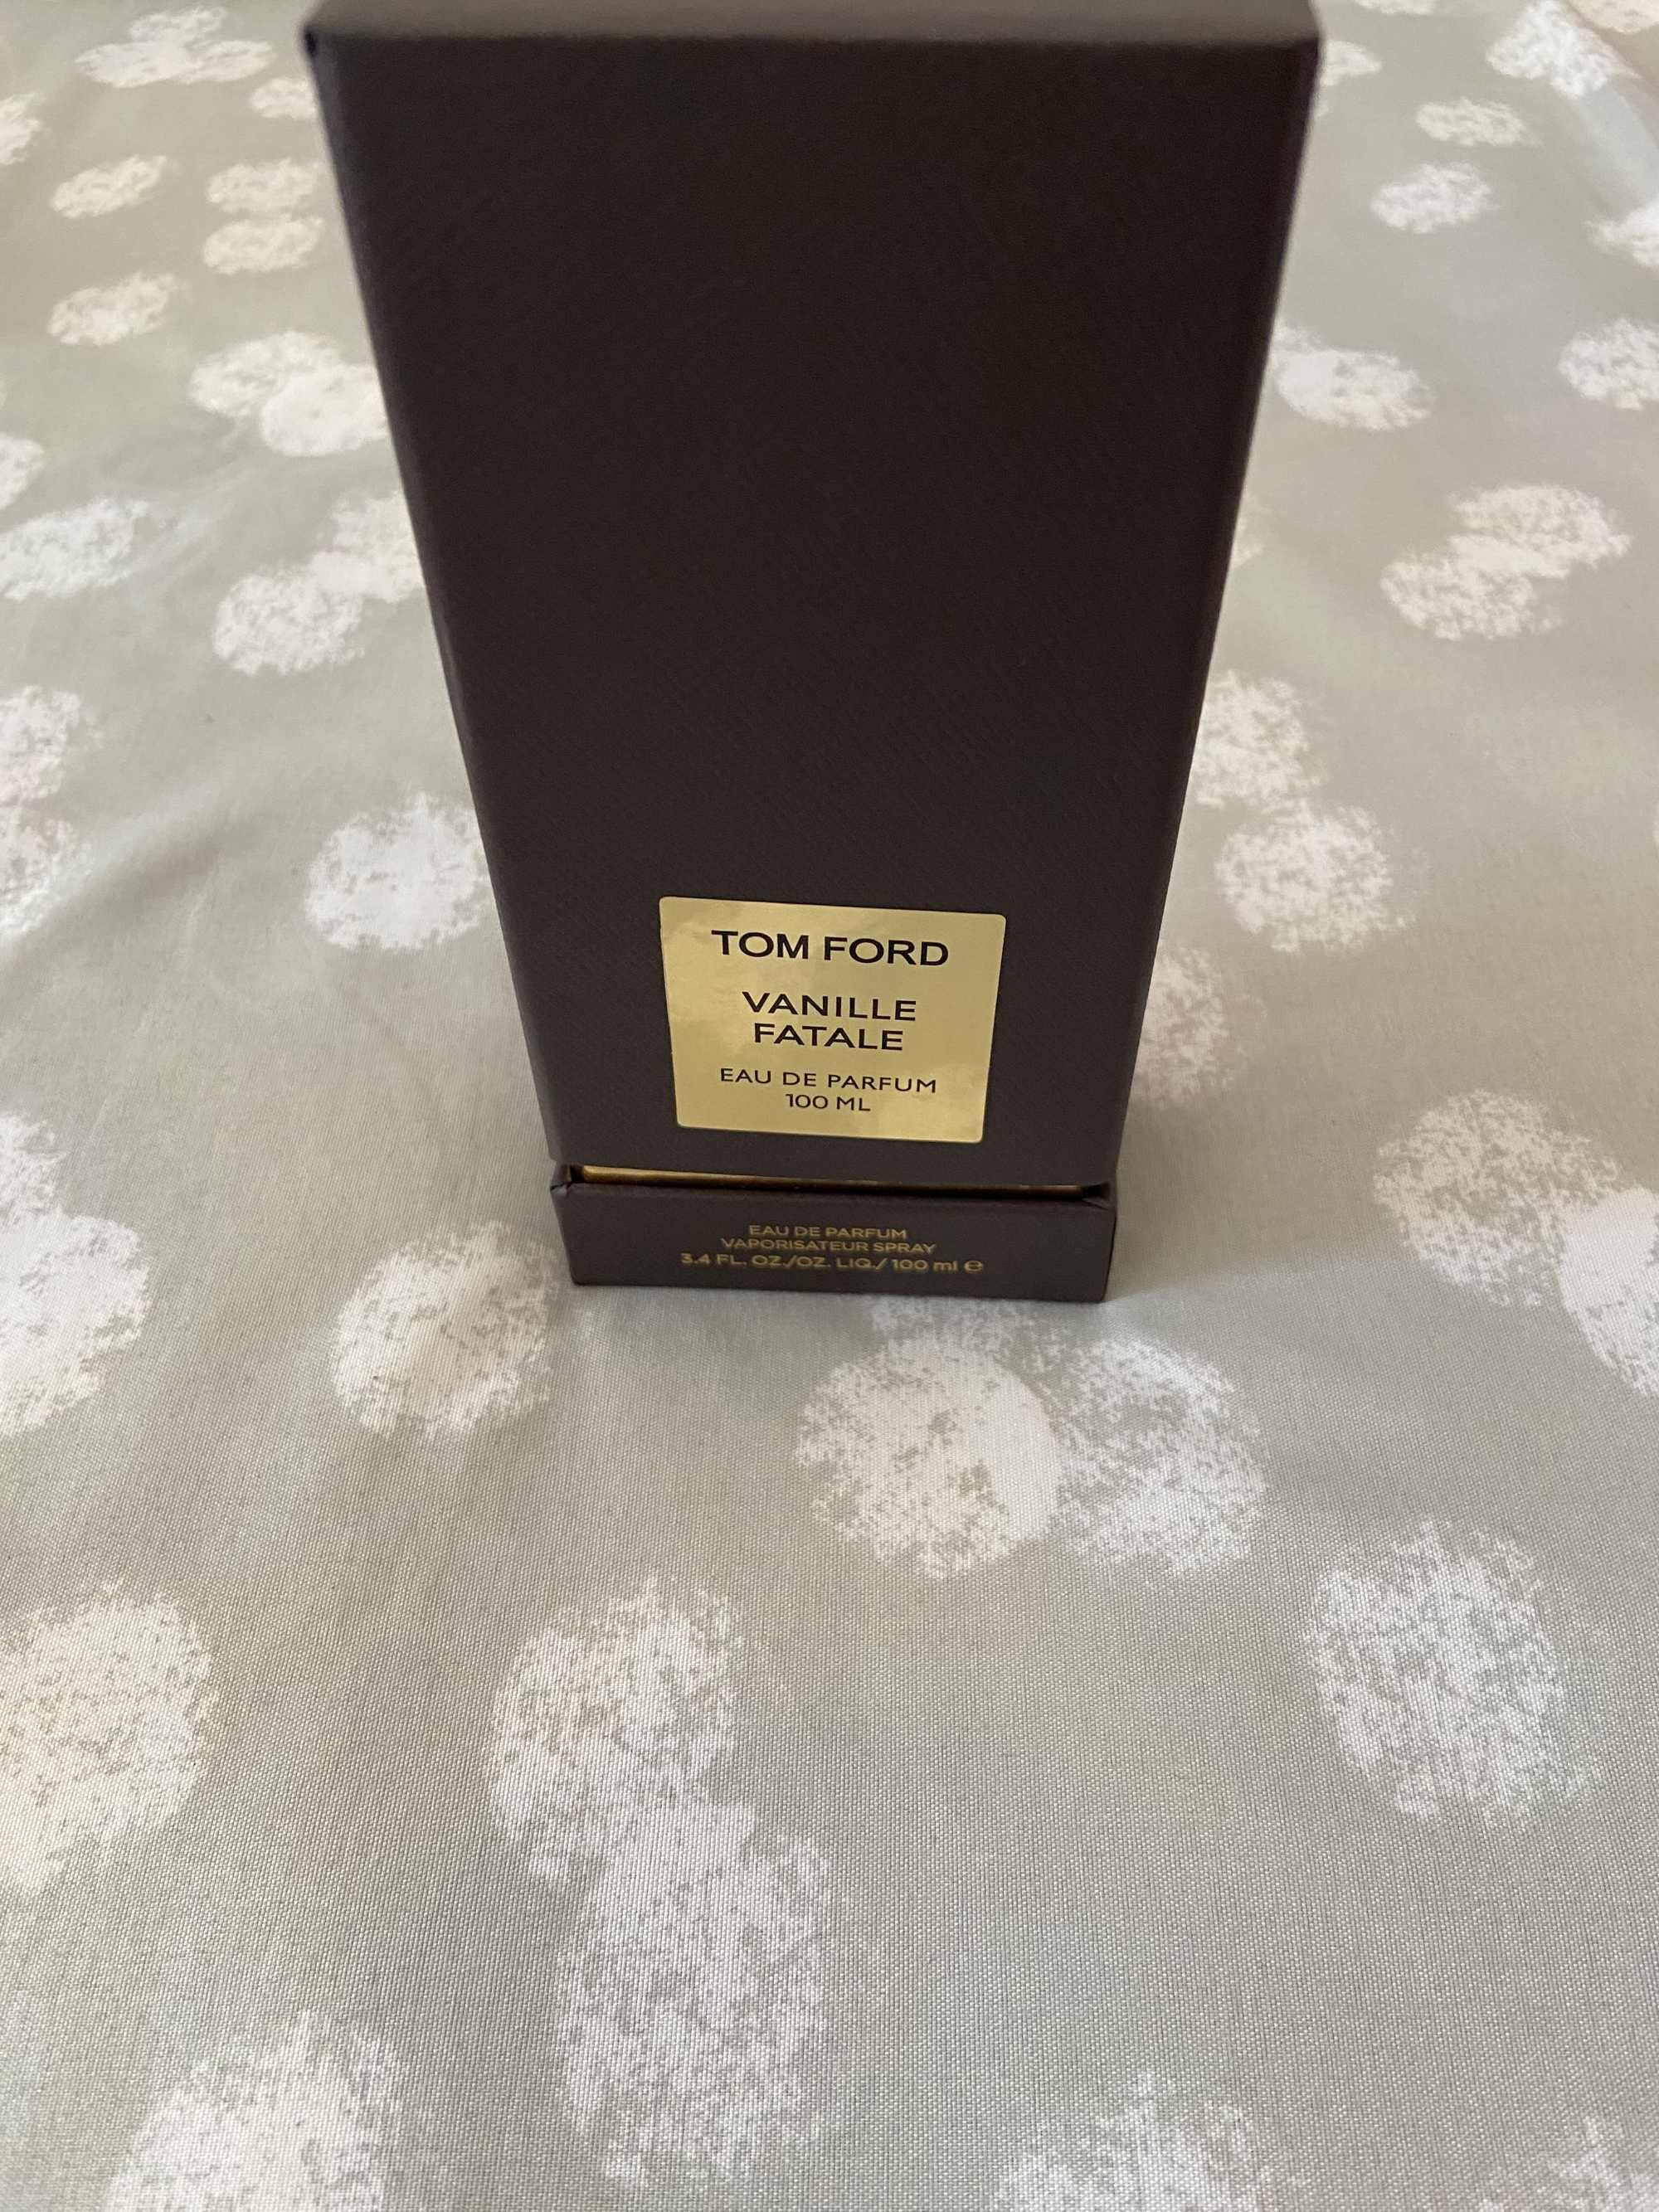 TOM FORD
VANILLE
FATALE
EAU DE PARFUM
100 ML
EAU DE PARFUM
VAPORISATEUR SPRAY
3.4 FL. OZ./OZ. LIQ./ 100 ml ℮